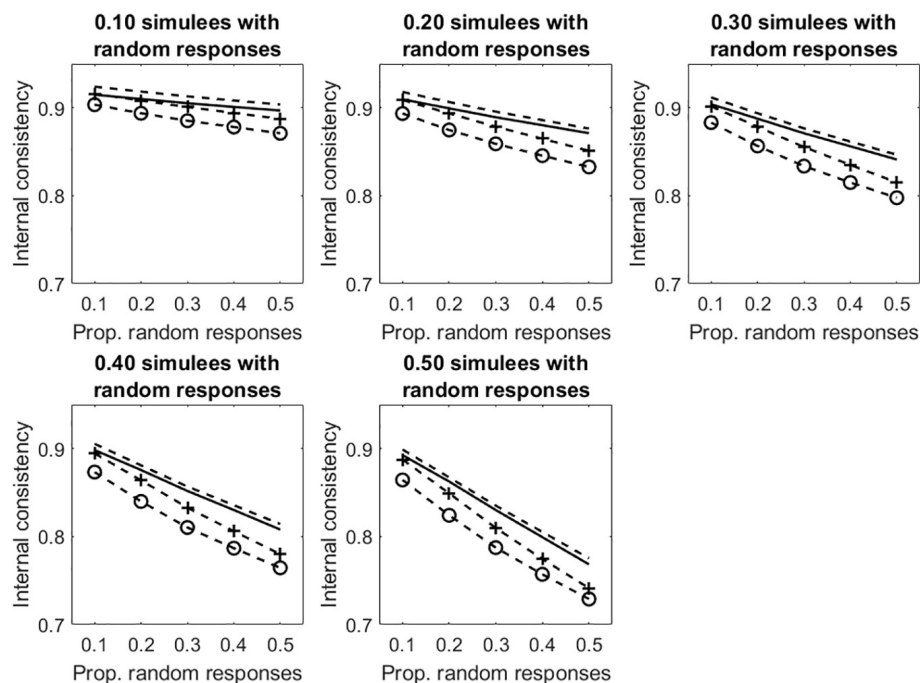 0.10 simulees with
random responses
0.20 simulees with
random responses
0.30 simulees with
random responses
Internal consistency
0.9
0.8
0.7
0.1 0.2 0.3 0.4 0.5
Prop. random responses
Internal consistency
0.9
0.8
0.7
0.1 0.2 0.3 0.4 0.5
Prop. random responses
Internal consistency
0.9
0.8
0.7
0.1 0.2 0.3 0.4 0.5
Prop. random responses
0.40 simulees with
random responses
0.50 simulees with
random responses
Internal consistency
0.9
0.8
0.7
0.1 0.2 0.3 0.4 0.5
Prop. random responses
Internal consistency
0.9
0.8
0.7
0.1 0.2 0.3 0.4 0.5
Prop. random responses